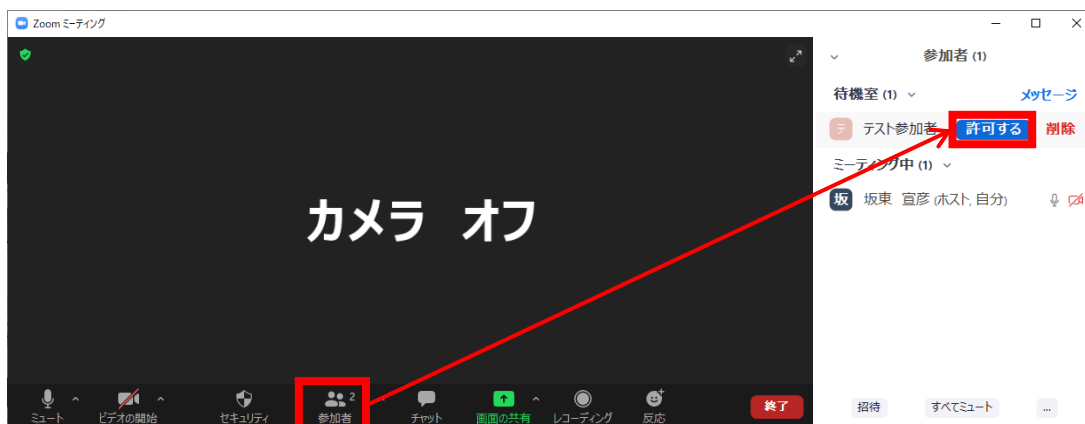 Zoom ミーティング
カメラ オフ
ミュート
ビデオの開始
セキュリティ
2
参加者
チャット
画面の共有
レコーディング
反応
終了
参加者 (1)
待機室 (1)
メッセージ
テ テスト参加者 許可する 削除
ミーティング中 (1)
坂 坂東 宣彦 (ホスト, 自分)
招待 すべてミュート ...